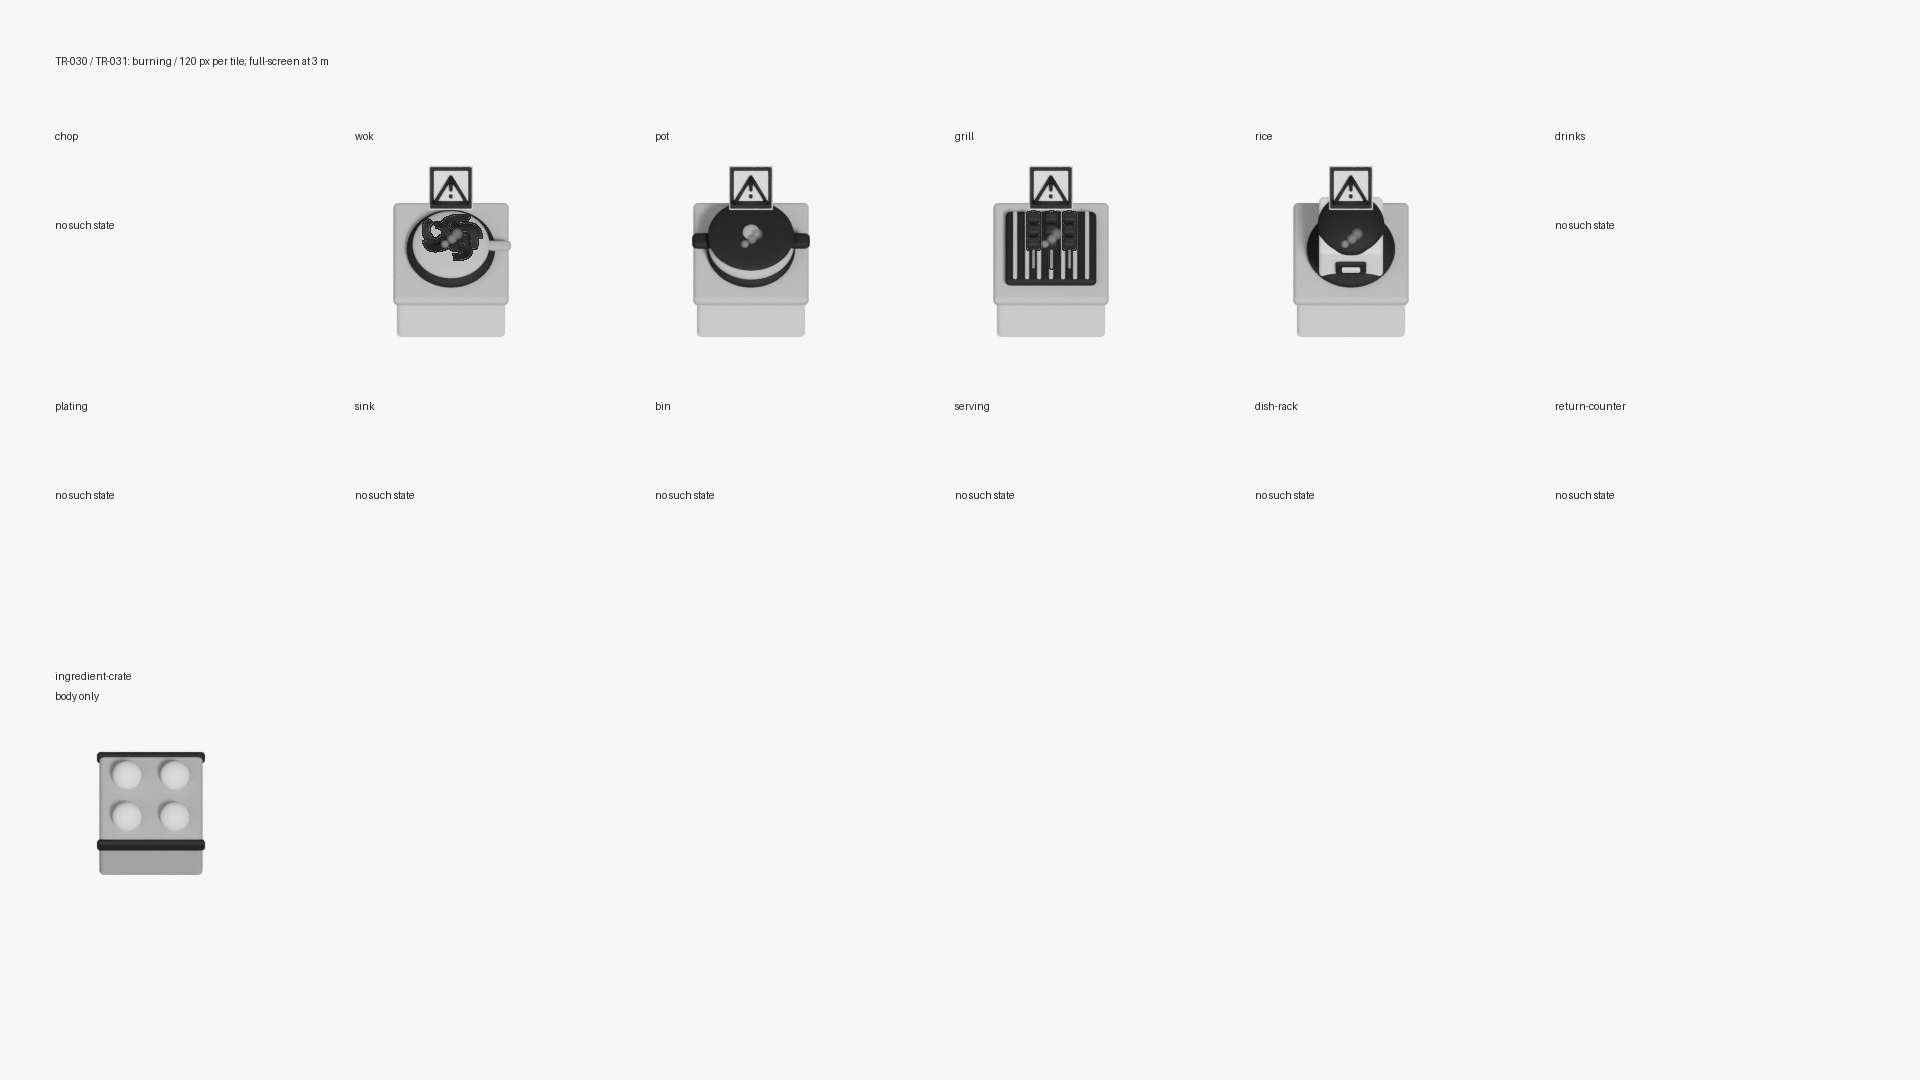 TR-030 / TR-031: burning / 120 px per tile; full-screen at 3 m
chop
wok
pot
grill
rice
drinks
no such state
no such state
plating
sink
bin
serving
dish-rack
return-counter
no such state
no such state
no such state
no such state
no such state
no such state
ingredient-crate
body only